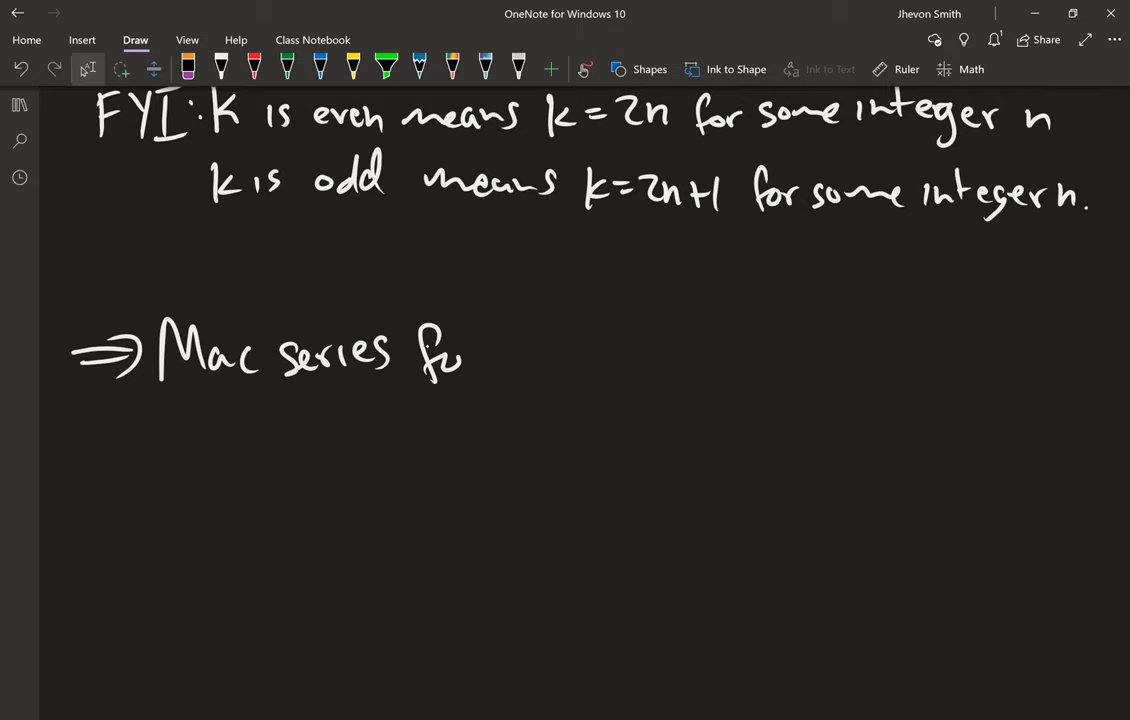 OneNote for Windows 10
Jhevon Smith
Home Insert Draw View Help Class Notebook
Share
Shapes Ink to Shape Ink to Text Ruler Math
FYI: K is even means k = 2n for some integer n
k is odd means k = 2n+1 for some integer n.
⇒ Mac series fo